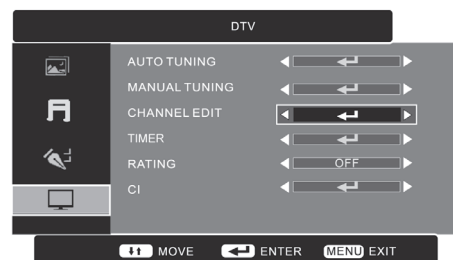 DTV
AUTO TUNING
MANUAL TUNING
CHANNEL EDIT
TIMER
RATING OFF
CI
MOVE ENTER MENU EXIT